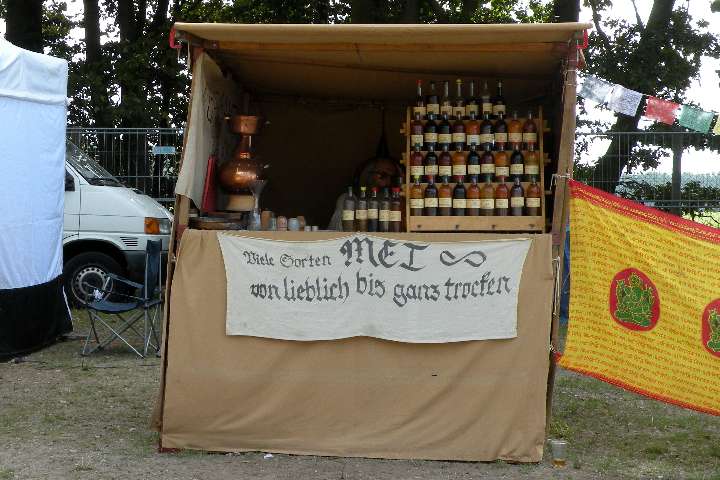 Viele Sorten MET
von lieblich bis ganz trocken